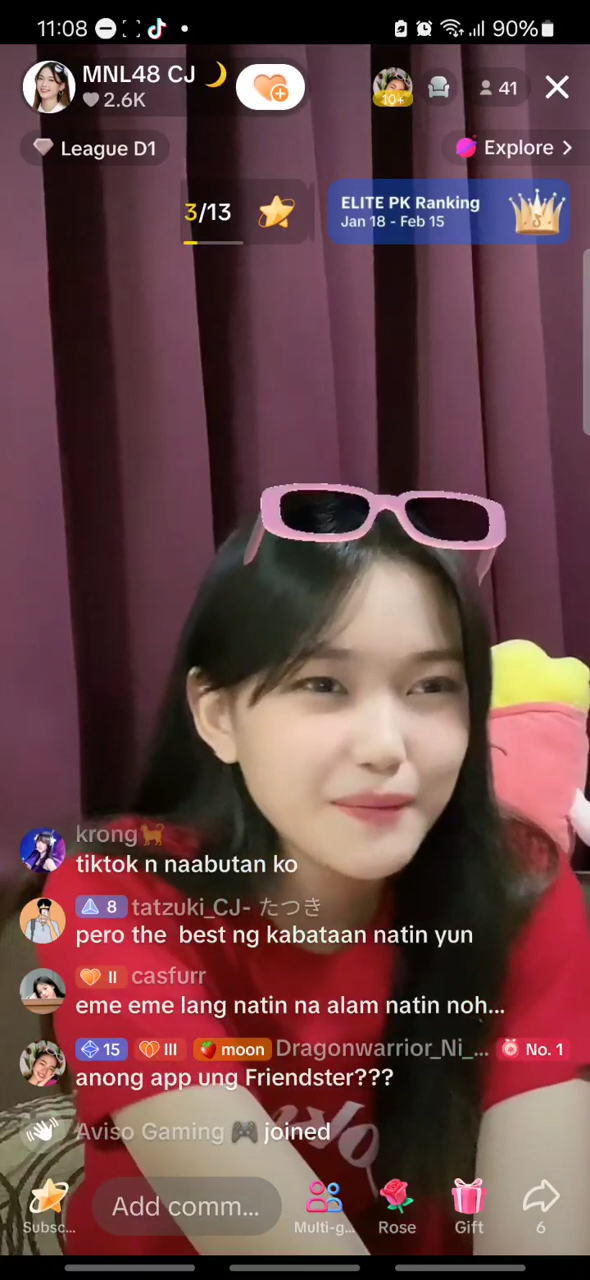 11:08
90%
MNL48 CJ 🌙
2.6K
10+
41
League D1
Explore >
3/13
ELITE PK Ranking
Jan 18 - Feb 15
krong🐈
tiktok n naabutan ko
8 tatzuki_CJ- たつき
pero the best ng kabataan natin yun
II casfurr
eme eme lang natin na alam natin noh...
15 III moon Dragonwarrior_Ni_... No. 1
anong app ung Friendster???
Aviso Gaming 🎮 joined
Subsc...
Add comm...
Multi-g...
Rose
Gift
6